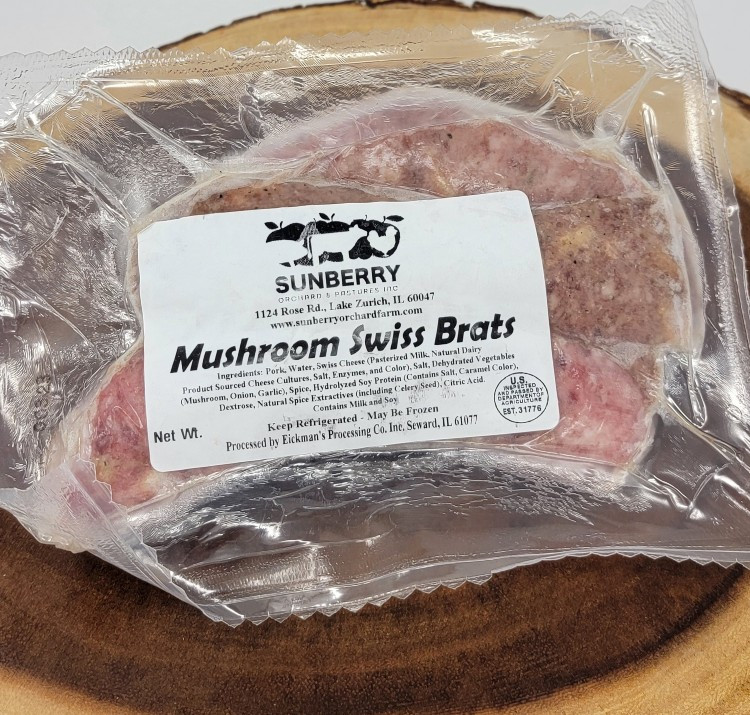 SUNBERRY
ORCHARD & PASTURES INC
1124 Rose Rd., Lake Zurich, IL 60047
www.sunberryorchardfarm.com
Mushroom Swiss Brats
Ingredients: Pork, Water, Swiss Cheese (Pasterized Milk, Natural Dairy
Product Sourced Cheese Cultures, Salt, Enzymes, and Color), Salt, Dehydrated Vegetables
(Mushroom, Onion, Garlic), Spice, Hydrolyzed Soy Protein (Contains Salt, Caramel Color),
Dextrose, Natural Spice Extractives (including Celery Seed), Citric Acid.
Contains Milk and Soy
Keep Refrigerated - May Be Frozen
Net Wt.
Processed by Eickman's Processing Co. Inc. Seward, IL 61077
U.S.
INSPECTED
AND PASSED BY
DEPARTMENT OF
AGRICULTURE
EST. 31776